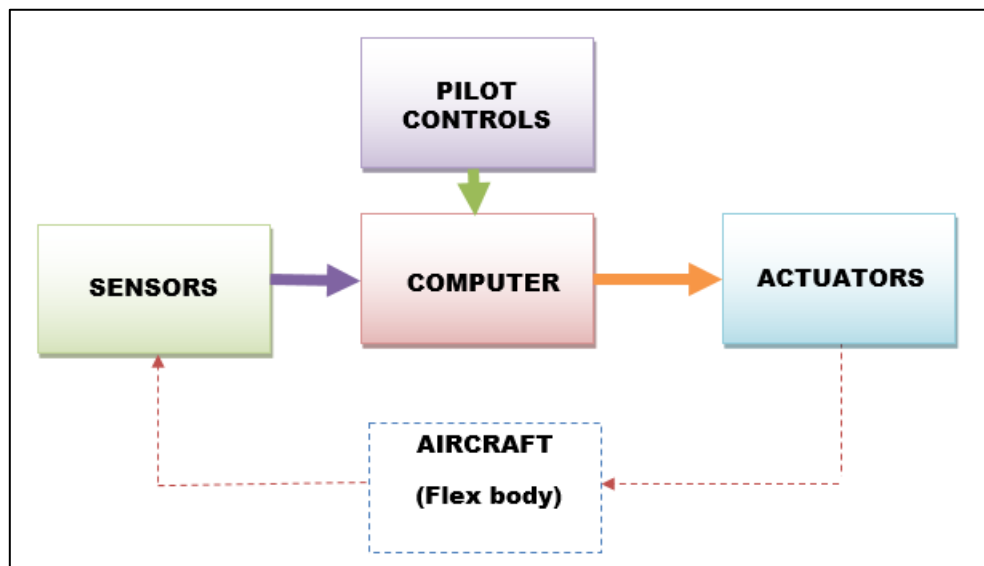 PILOT
CONTROLS
SENSORS
COMPUTER
ACTUATORS
AIRCRAFT
(Flex body)